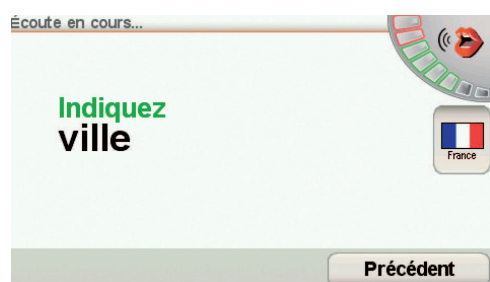 Écoute en cours...
Indiquez
ville
France
Précédent